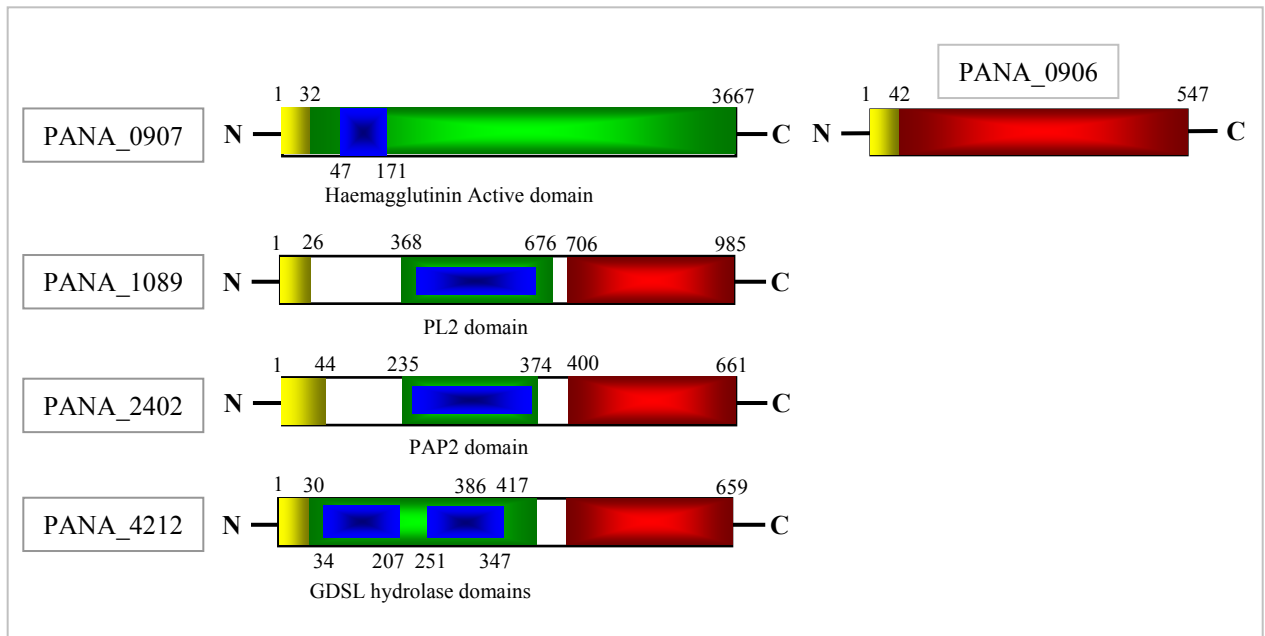 PANA_0906
1 32 3667
1 42 547
PANA_0907 N C
N C
47 171
Haemagglutinin Active domain
1 26 368 676 706 985
PANA_1089 N C
PL2 domain
1 44 235 374 400 661
PANA_2402 N C
PAP2 domain
1 30 386 417 659
PANA_4212 N C
34 207 251 347
GDSL hydrolase domains